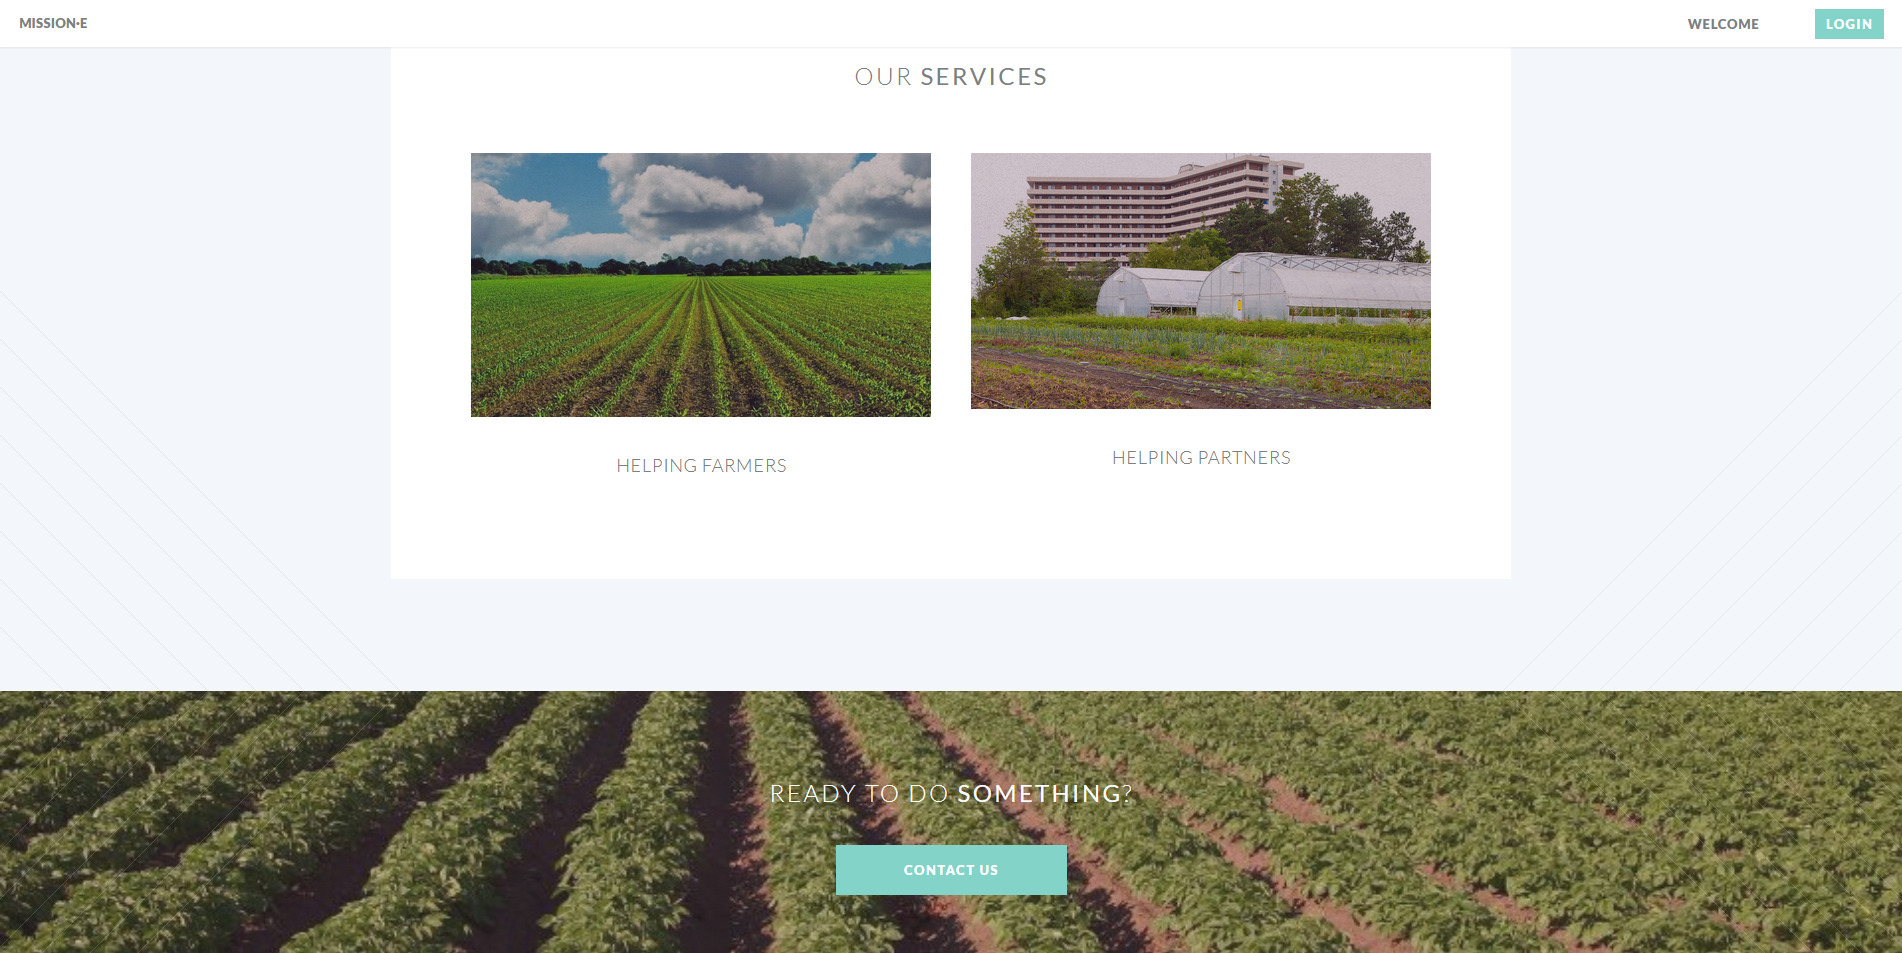 MISSION·E
WELCOME
LOGIN
OUR SERVICES
HELPING FARMERS
HELPING PARTNERS
READY TO DO SOMETHING?
CONTACT US